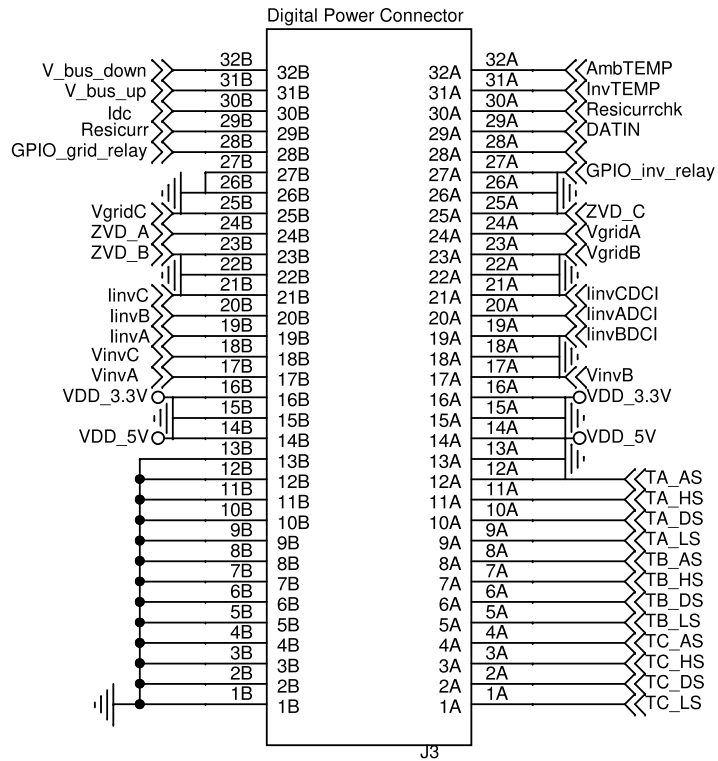 Digital Power Connector
32B 32A
V_bus_down 32B 32A AmbTEMP
31B 31A
V_bus_up 31B 31A InvTEMP
30B 30A
Idc 30B 30A Resicurrchk
29B 29A
Resicurr 29B 29A DATIN
28B 28A
GPIO_grid_relay 28B 28A
27B 27A
27B 27A GPIO_inv_relay
26B 26A
26B 26A
25B 25A
VgridC 25B 25A ZVD_C
24B 24A
ZVD_A 24B 24A VgridA
23B 23A
ZVD_B 23B 23A VgridB
22B 22A
22B 22A
21B 21A
IinvC 21B 21A IinvCDCI
20B 20A
IinvB 20B 20A IinvADCI
19B 19A
IinvA 19B 19A IinvBDCI
18B 18A
VinvC 18B 18A
17B 17A
VinvA 17B 17A VinvB
16B 16A
VDD_3.3V 16B 16A VDD_3.3V
15B 15A
15B 15A
14B 14A
VDD_5V 14B 14A VDD_5V
13B 13A
13B 13A
12B 12A
12B 12A TA_AS
11B 11A
11B 11A TA_HS
10B 10A
10B 10A TA_DS
9B 9A
9B 9A TA_LS
8B 8A
8B 8A TB_AS
7B 7A
7B 7A TB_HS
6B 6A
6B 6A TB_DS
5B 5A
5B 5A TB_LS
4B 4A
4B 4A TC_AS
3B 3A
3B 3A TC_HS
2B 2A
2B 2A TC_DS
1B 1A
1B 1A TC_LS
J3